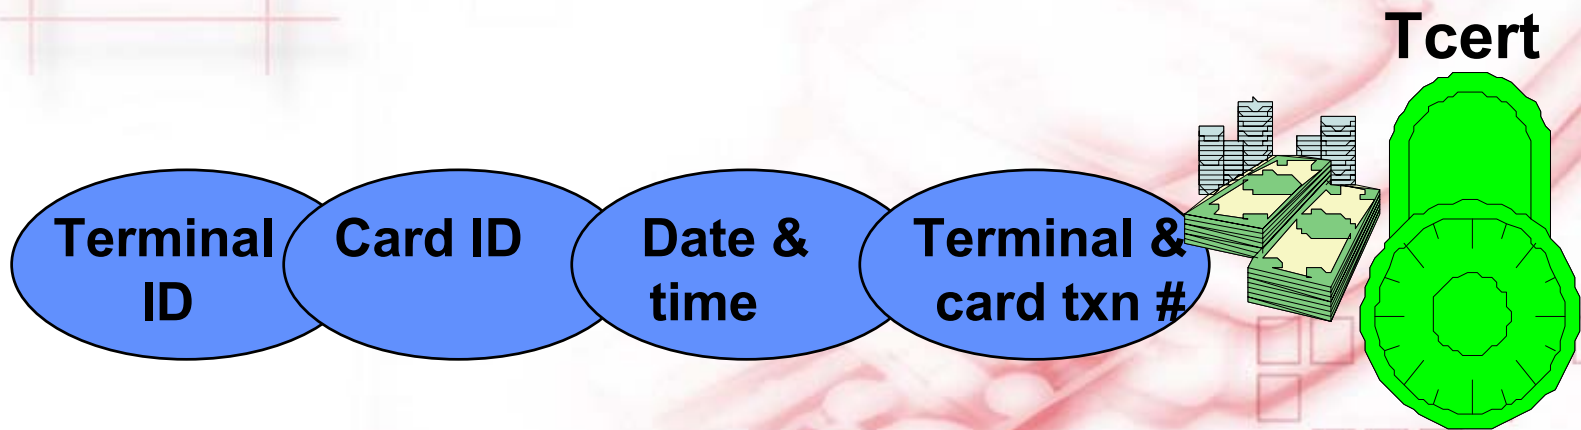 Tcert
Terminal
ID
Card ID
Date &
time
Terminal &
card txn #